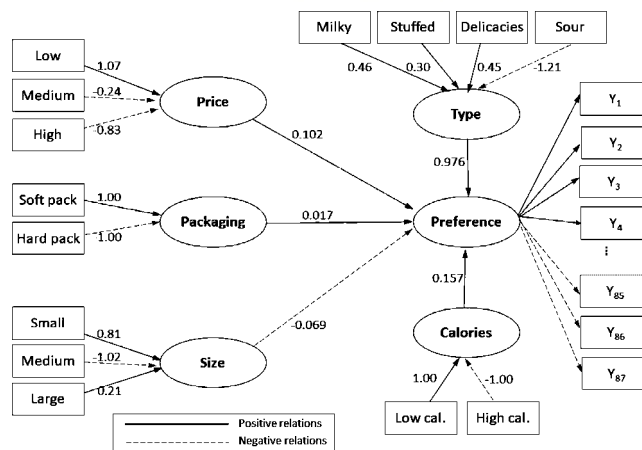 Milky
Stuffed
Delicacies
Sour
Low
1.07
0.46
0.30
0.45
-1.21
Medium
-0.24
Price
Type
High
-0.83
Y1
0.102
Y2
0.976
Y3
Soft pack
1.00
Packaging
0.017
Preference
Y4
Hard pack
-1.00
⋮
0.157
Y85
Small
0.81
-0.069
Calories
Y86
Medium
-1.02
Size
Large
0.21
1.00
-1.00
Y87
Low cal.
High cal.
Positive relations
Negative relations